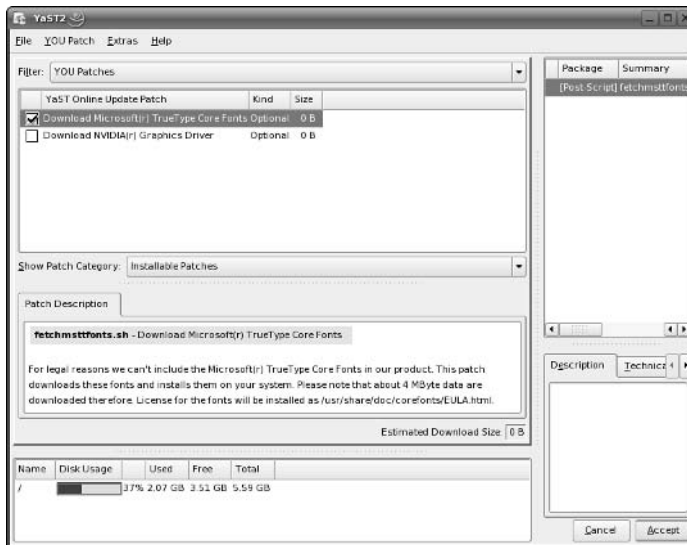 YaST2
File YOU Patch Extras Help
Filter: YOU Patches
YaST Online Update Patch Kind Size
Download Microsoft(r) TrueType Core Fonts Optional 0 B
Download NVIDIA(r) Graphics Driver Optional 0 B
Show Patch Category: Installable Patches
Patch Description
fetchmsttfonts.sh - Download Microsoft(r) TrueType Core Fonts
For legal reasons we can't include the Microsoft(r) TrueType Core Fonts in our product. This patch
downloads these fonts and installs them on your system. Please note that about 4 MByte data are
downloaded therefore. License for the fonts will be installed as /usr/share/doc/corefonts/EULA.html.
Estimated Download Size: 0 B
Name Disk Usage Used Free Total
/ 37% 2.07 GB 3.51 GB 5.59 GB
Package Summary
[Post-Script] fetchmsttfonts
Description Technica
Cancel Accept